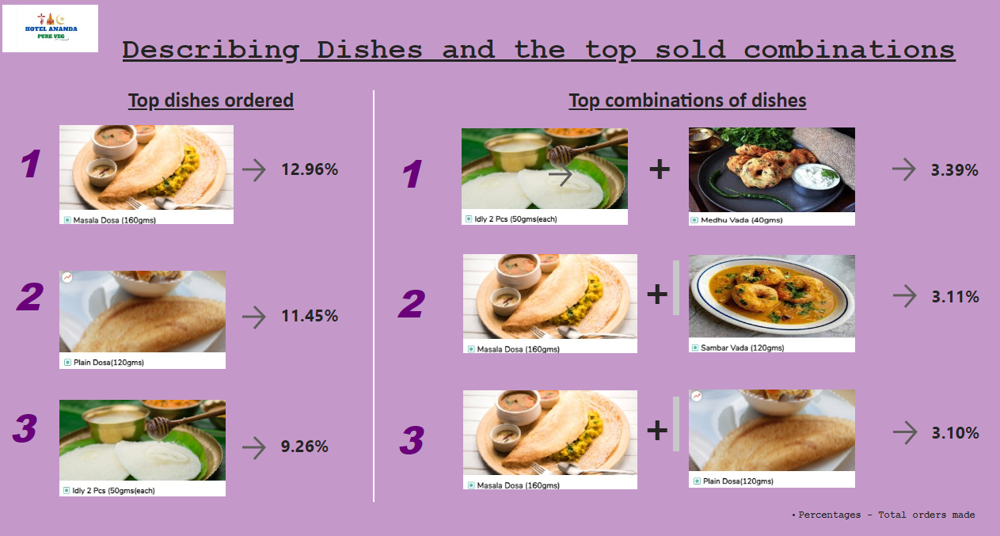 HOTEL ANANDA
PURE VEG
Describing Dishes and the top sold combinations
Top dishes ordered
1
Masala Dosa (160gms)
12.96%
2
Plain Dosa(120gms)
11.45%
3
Idly 2 Pcs (50gms(each)
9.26%
Top combinations of dishes
1
Idly 2 Pcs (50gms(each)
+
Medhu Vada (40gms)
3.39%
2
Masala Dosa (160gms)
+
Sambar Vada (120gms)
3.11%
3
Masala Dosa (160gms)
+
Plain Dosa(120gms)
3.10%
• Percentages - Total orders made